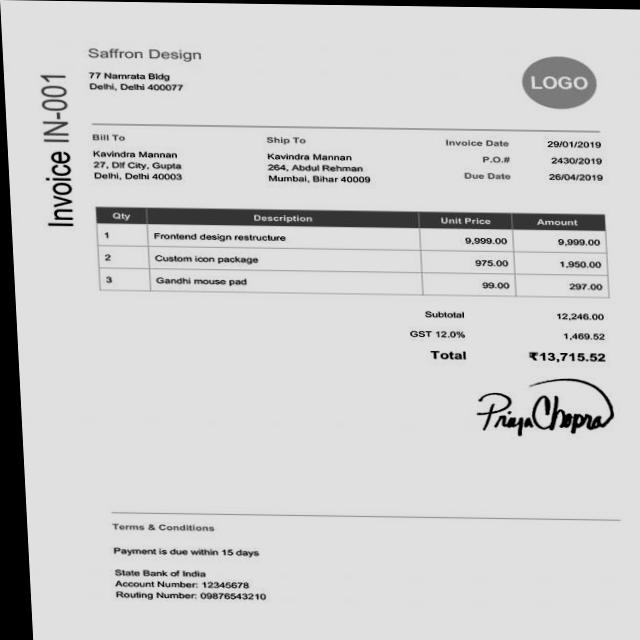 Saffron Design
77 Namrata Bldg
Delhi, Delhi 400077
LOGO
Invoice IN-001
Bill To
Kavindra Mannan
27, Dlf City, Gupta
Delhi, Delhi 40003
Ship To
Kavindra Mannan
264, Abdul Rehman
Mumbai, Bihar 40009
Invoice Date 29/01/2019
P.O.# 2430/2019
Due Date 26/04/2019
Qty Description Unit Price Amount
1 Frontend design restructure 9,999.00 9,999.00
2 Custom icon package 975.00 1,950.00
3 Gandhi mouse pad 99.00 297.00
Subtotal 12,246.00
GST 12.0% 1,469.52
Total ₹13,715.52
Priya Chopra
Terms & Conditions
Payment is due within 15 days
State Bank of India
Account Number: 12345678
Routing Number: 09876543210